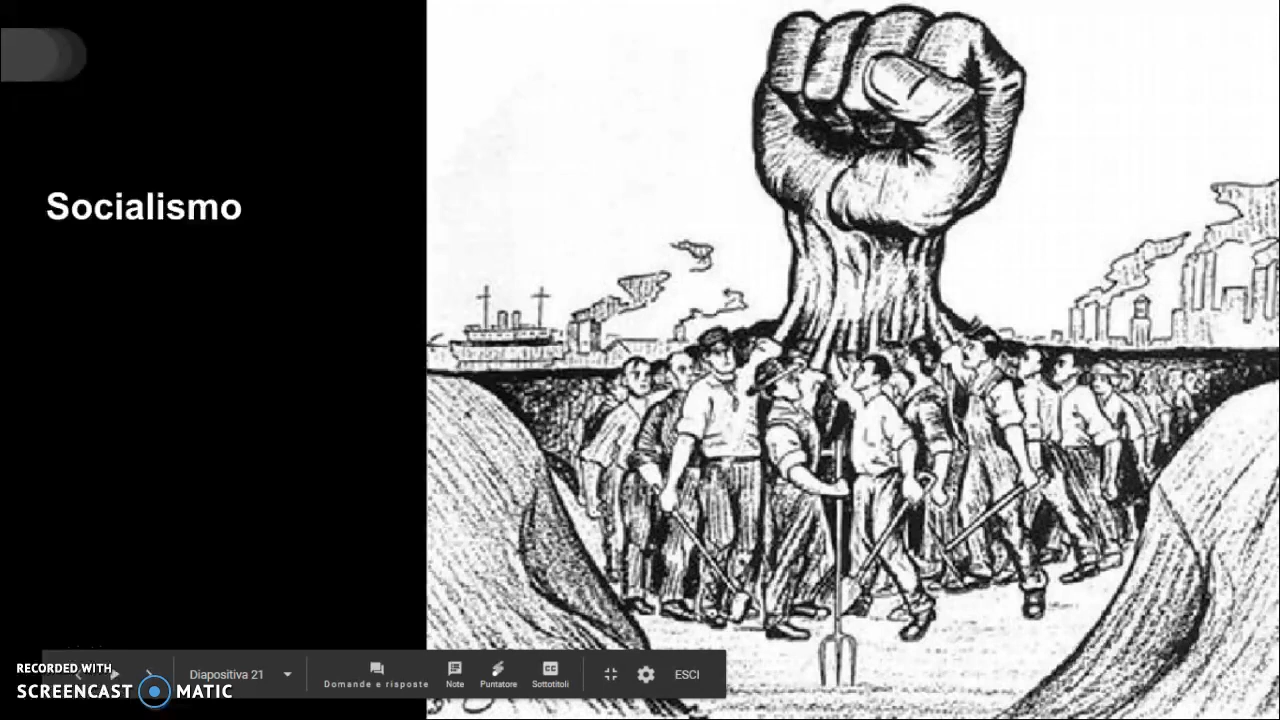 Socialismo
Diapositiva 21
Domande e risposte
Note
Puntatore
Sottotitoli
ESCI
RECORDED WITH
SCREENCAST MATIC